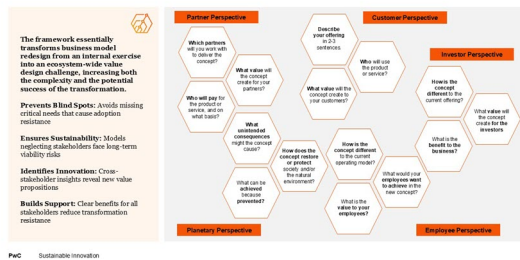 The framework essentially
transforms business model
redesign from an internal exercise
into an ecosystem-wide value
design challenge, increasing both
the complexity and the potential
success of the transformation.
Prevents Blind Spots: Avoids missing
critical needs that cause adoption
resistance
Ensures Sustainability: Models
neglecting stakeholders face long-term
viability risks
Identifies Innovation: Cross-
stakeholder insights reveal new value
propositions
Builds Support: Clear benefits for all
stakeholders reduce transformation
resistance
Partner Perspective
Which partners
will you work with
to deliver the
concept?
What value will
the concept
create for your
partners?
Who will pay for
the product or
service, and on
what basis?
What
unintended
consequences
might the concept
cause?
What can be
achieved
because
prevented?
How does the
concept restore
or protect
society and/or
the natural
environment?
Planetary Perspective
Customer Perspective
Describe
your offering
in 2-3
sentences
Who will use
the product
or service?
What value will
the concept create to
your customers?
Investor Perspective
How is the
concept
different to the
current offering?
What value will
the concept
create for the
investors
What is the
benefit to the
business?
How is the
concept different
to the current
operating model?
What would your
employees want
to achieve in the
new concept?
What is the
value to your
employees?
Employee Perspective
PwC Sustainable Innovation